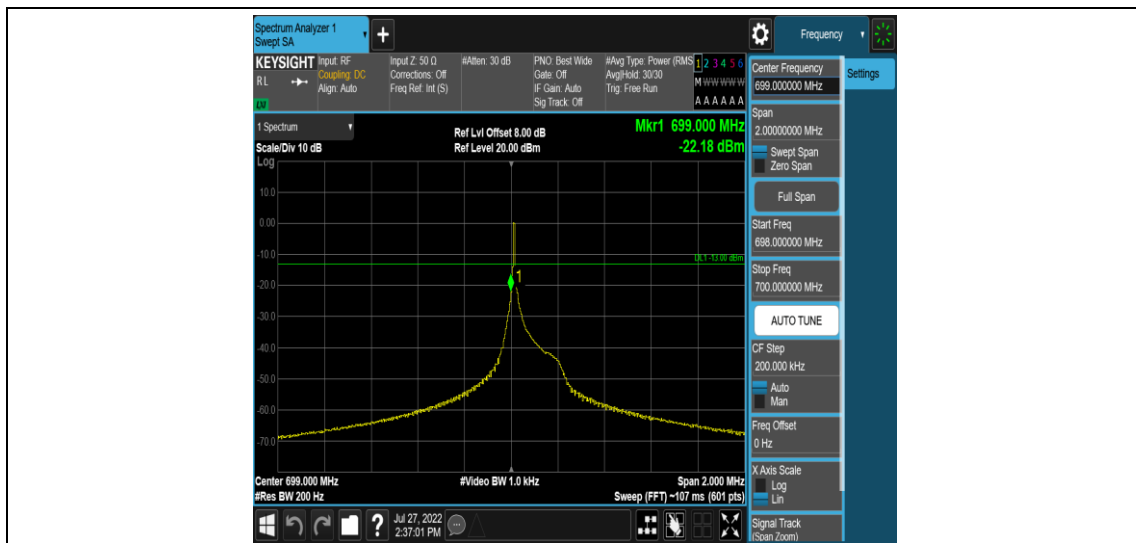 Spectrum Analyzer 1
Swept SA
Frequency
KEYSIGHT
RL
LXI
Input: RF
Coupling: DC
Align: Auto
Input Z: 50 Ω
Corrections: Off
Freq Ref: Int (S)
#Atten: 30 dB
PNO: Best Wide
Gate: Off
IF Gain: Auto
Sig Track: Off
#Avg Type: Power (RMS
Avg|Hold: 30/30
Trig: Free Run
1 2 3 4 5 6
M W W W W W
A A A A A A
1 Spectrum
Scale/Div 10 dB
Ref Lvl Offset 8.00 dB
Ref Level 20.00 dBm
Mkr1 699.000 MHz
-22.18 dBm
Log
10.0
0.00
-10.0
-20.0
-30.0
-40.0
-50.0
-60.0
-70.0
DL1 -13.00 dBm
1
Center 699.000 MHz
#Video BW 1.0 kHz
Span 2.000 MHz
#Res BW 200 Hz
Sweep (FFT) ~107 ms (601 pts)
Jul 27, 2022
2:37:01 PM
Center Frequency
699.000000 MHz
Settings
Span
2.00000000 MHz
Swept Span
Zero Span
Full Span
Start Freq
698.000000 MHz
Stop Freq
700.000000 MHz
AUTO TUNE
CF Step
200.000 kHz
Auto
Man
Freq Offset
0 Hz
X Axis Scale
Log
Lin
Signal Track
(Span Zoom)